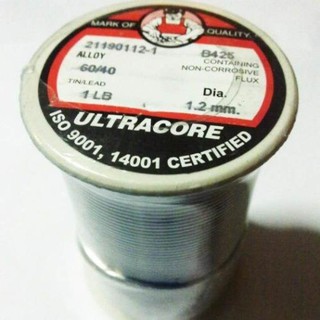 MARK OF QUALITY
21190112-1 B425
ALLOY CONTAINING
60/40 NON-CORROSIVE
FLUX
TIN/LEAD Dia.
1 LB 1.2 mm.
ULTRACORE
ISO 9001, 14001 CERTIFIED